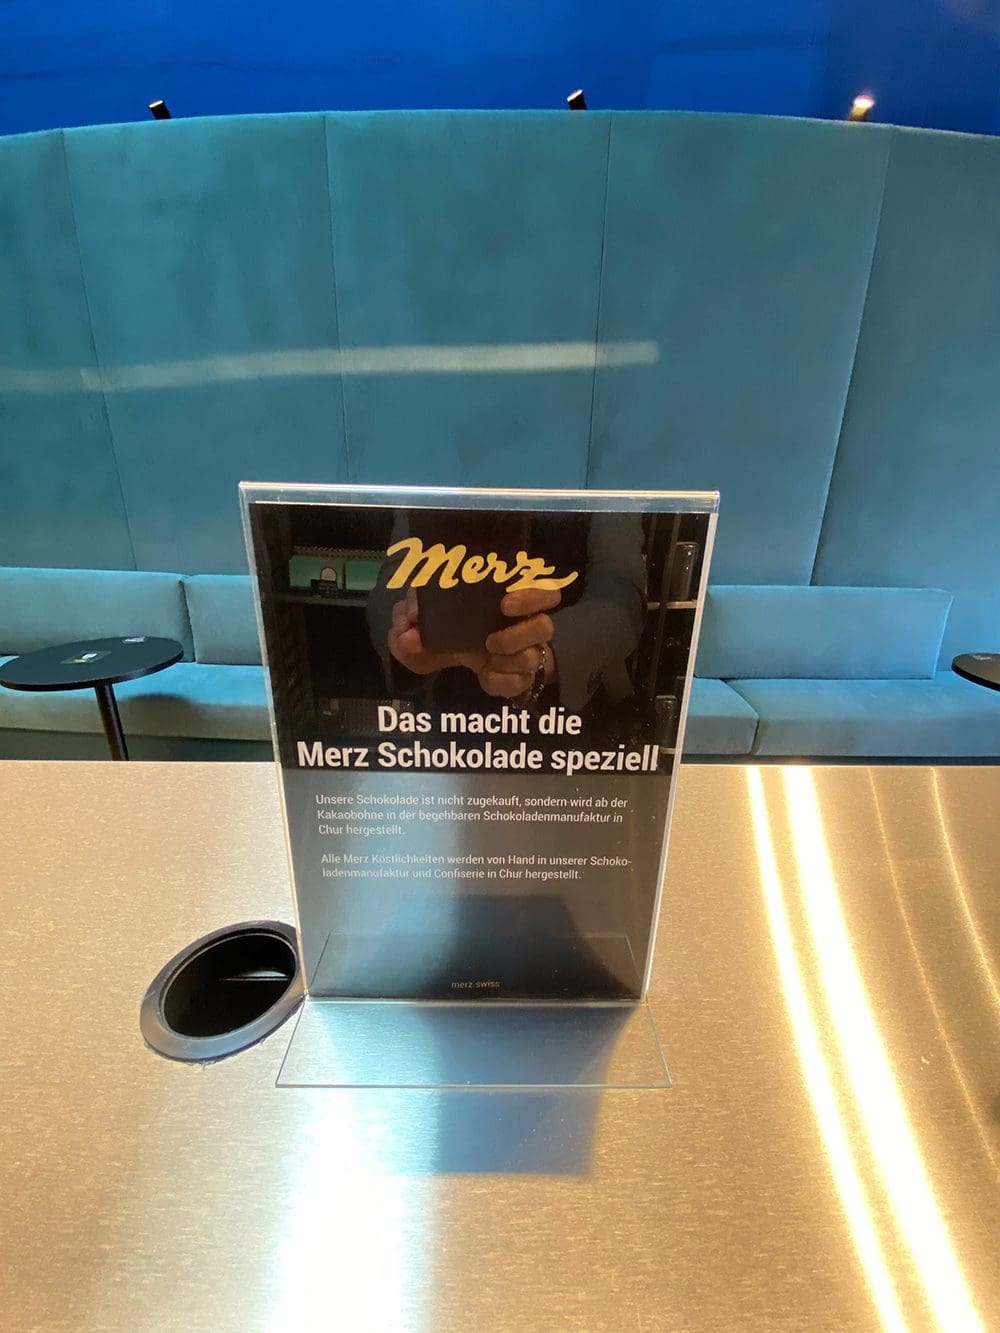 Merz
Das macht die
Merz Schokolade speziell
Unsere Schokolade ist nicht zugekauft, sondern wird ab der
Kakaobohne in der begehbaren Schokoladenmanufaktur in
Chur hergestellt.
Alle Merz Köstlichkeiten werden von Hand in unserer Schoko-
ladenmanufaktur und Confiserie in Chur hergestellt.
merz.swiss